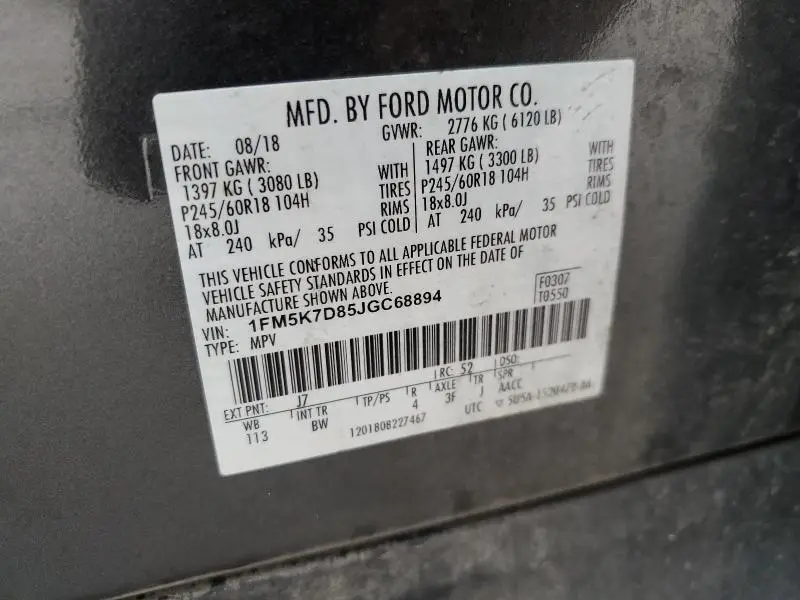 MFD. BY FORD MOTOR CO.
DATE: 08/18 GVWR: 2776 KG ( 6120 LB)
FRONT GAWR: REAR GAWR:
1397 KG ( 3080 LB) WITH 1497 KG ( 3300 LB) WITH
P245/60R18 104H TIRES P245/60R18 104H TIRES
18x8.0J RIMS 18x8.0J RIMS
AT 240 kPa/ 35 PSI COLD AT 240 kPa/ 35 PSI COLD
THIS VEHICLE CONFORMS TO ALL APPLICABLE FEDERAL MOTOR
VEHICLE SAFETY STANDARDS IN EFFECT ON THE DATE OF
MANUFACTURE SHOWN ABOVE.
F0307
T0550
VIN: 1FM5K7D85JGC68894
TYPE: MPV
EXT PNT: J7 RC: 52 DSO:
WB INT TR TP/PS R AXLE TR SPR
113 BW 4 3F J AACC
1201808227467 UTC